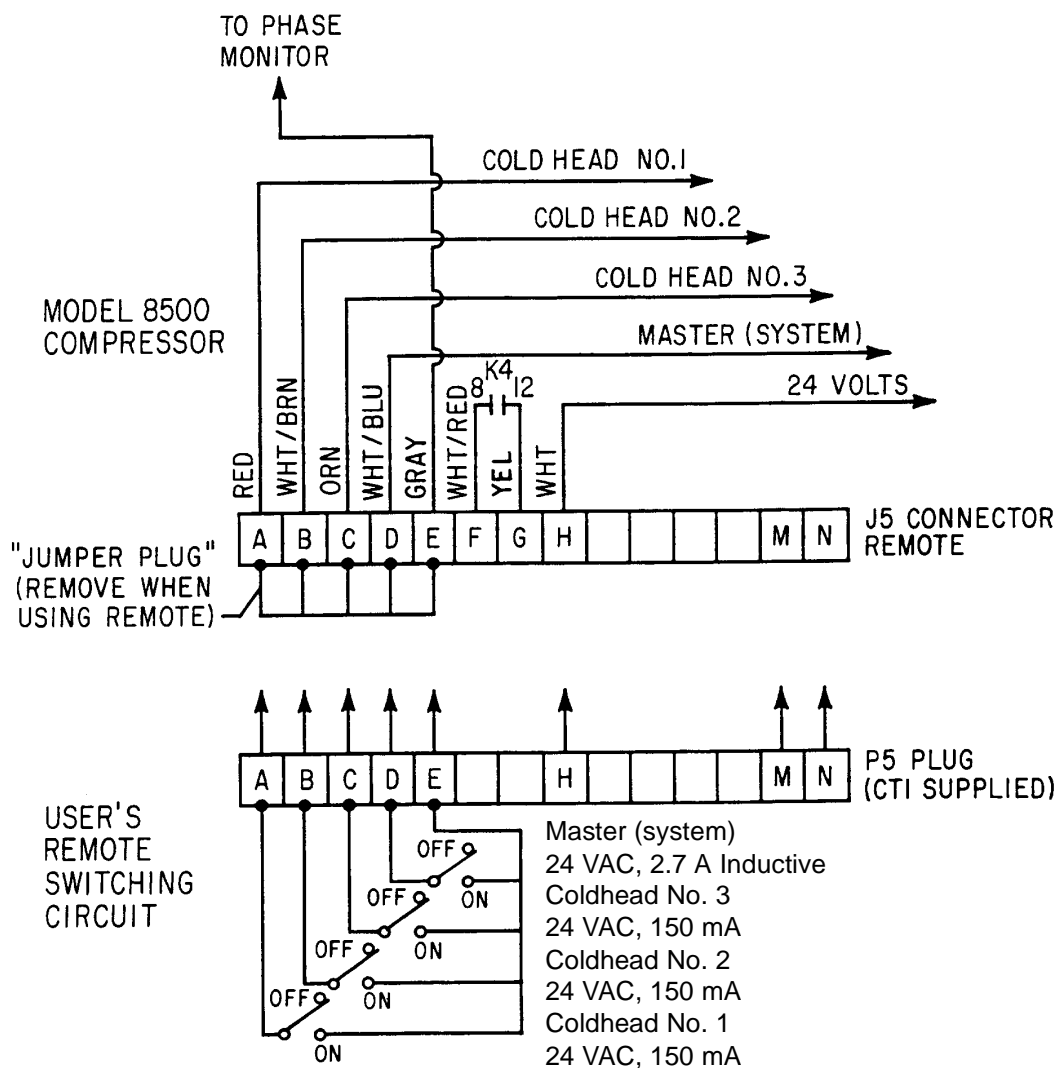 TO PHASE
MONITOR
COLD HEAD NO.1
COLD HEAD NO.2
COLD HEAD NO.3
MODEL 8500
COMPRESSOR
MASTER (SYSTEM)
K4
8 12
24 VOLTS
RED
WHT/BRN
ORN
WHT/BLU
GRAY
WHT/RED
YEL
WHT
A B C D E F G H M N
J5 CONNECTOR
REMOTE
"JUMPER PLUG"
(REMOVE WHEN
USING REMOTE)
A B C D E H M N
P5 PLUG
(CTI SUPPLIED)
USER'S
REMOTE
SWITCHING
CIRCUIT
OFF
ON
OFF
ON
OFF
ON
OFF
ON
Master (system)
24 VAC, 2.7 A Inductive
Coldhead No. 3
24 VAC, 150 mA
Coldhead No. 2
24 VAC, 150 mA
Coldhead No. 1
24 VAC, 150 mA